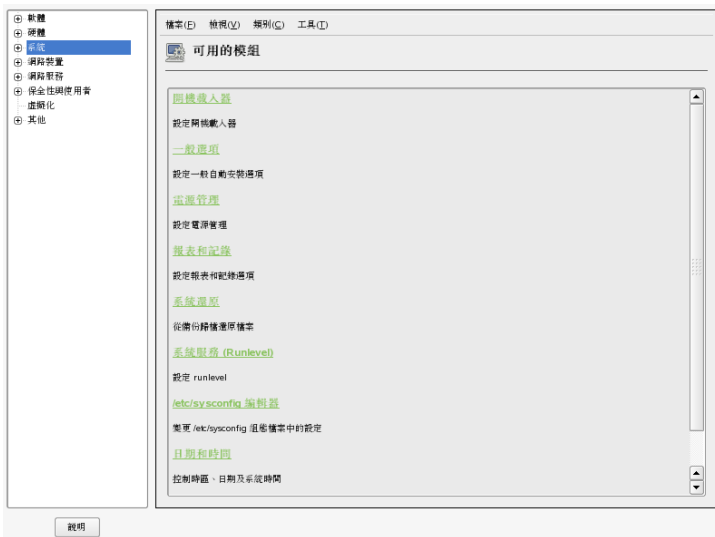 軟體
硬體
系統
網路裝置
網路服務
保全性與使用者
虛擬化
其他
檔案(F) 檢視(V) 類別(C) 工具(T)
可用的模組
開機載入器
設定開機載入器
一般選項
設定一般自動安裝選項
電源管理
設定電源管理
報表和記錄
設定報表和記錄選項
系統還原
從備份歸檔還原檔案
系統服務 (Runlevel)
設定 runlevel
/etc/sysconfig 編輯器
變更 /etc/sysconfig 組態檔案中的設定
日期和時間
控制時區、日期及系統時間
說明